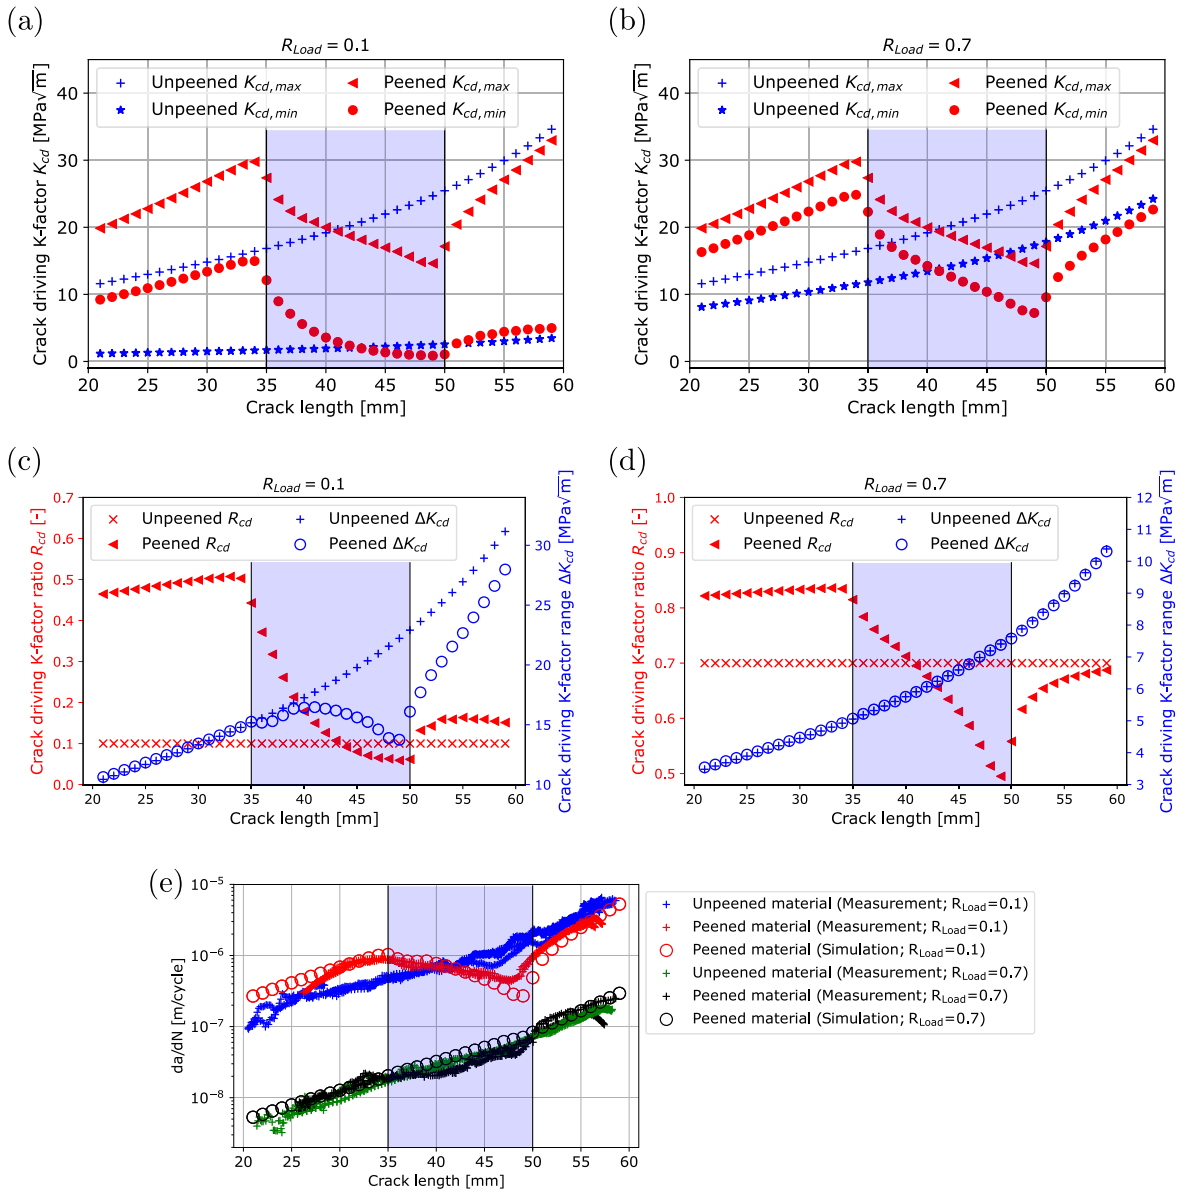 (a)
R_Load = 0.1
Crack driving K-factor K_cd [MPa√m]
Unpeened K_cd,max
Unpeened K_cd,min
Peened K_cd,max
Peened K_cd,min
40
30
20
10
0
20 25 30 35 40 45 50 55 60
Crack length [mm]
(b)
R_Load = 0.7
Crack driving K-factor K_cd [MPa√m]
Unpeened K_cd,max
Unpeened K_cd,min
Peened K_cd,max
Peened K_cd,min
40
30
20
10
0
20 25 30 35 40 45 50 55 60
Crack length [mm]
(c)
R_Load = 0.1
Crack driving K-factor ratio R_cd [-]
Unpeened R_cd
Peened R_cd
Unpeened ΔK_cd
Peened ΔK_cd
0.7
0.6
0.5
0.4
0.3
0.2
0.1
0.0
20 25 30 35 40 45 50 55 60
Crack length [mm]
30
25
20
15
10
Crack driving K-factor range ΔK_cd [MPa√m]
(d)
R_Load = 0.7
Crack driving K-factor ratio R_cd [-]
Unpeened R_cd
Peened R_cd
Unpeened ΔK_cd
Peened ΔK_cd
1.0
0.9
0.8
0.7
0.6
0.5
20 25 30 35 40 45 50 55 60
Crack length [mm]
12
11
10
9
8
7
6
5
4
3
Crack driving K-factor range ΔK_cd [MPa√m]
(e)
da/dN [m/cycle]
10⁻⁵
10⁻⁶
10⁻⁷
10⁻⁸
20 25 30 35 40 45 50 55 60
Crack length [mm]
Unpeened material (Measurement; R_Load=0.1)
Peened material (Measurement; R_Load=0.1)
Peened material (Simulation; R_Load=0.1)
Unpeened material (Measurement; R_Load=0.7)
Peened material (Measurement; R_Load=0.7)
Peened material (Simulation; R_Load=0.7)